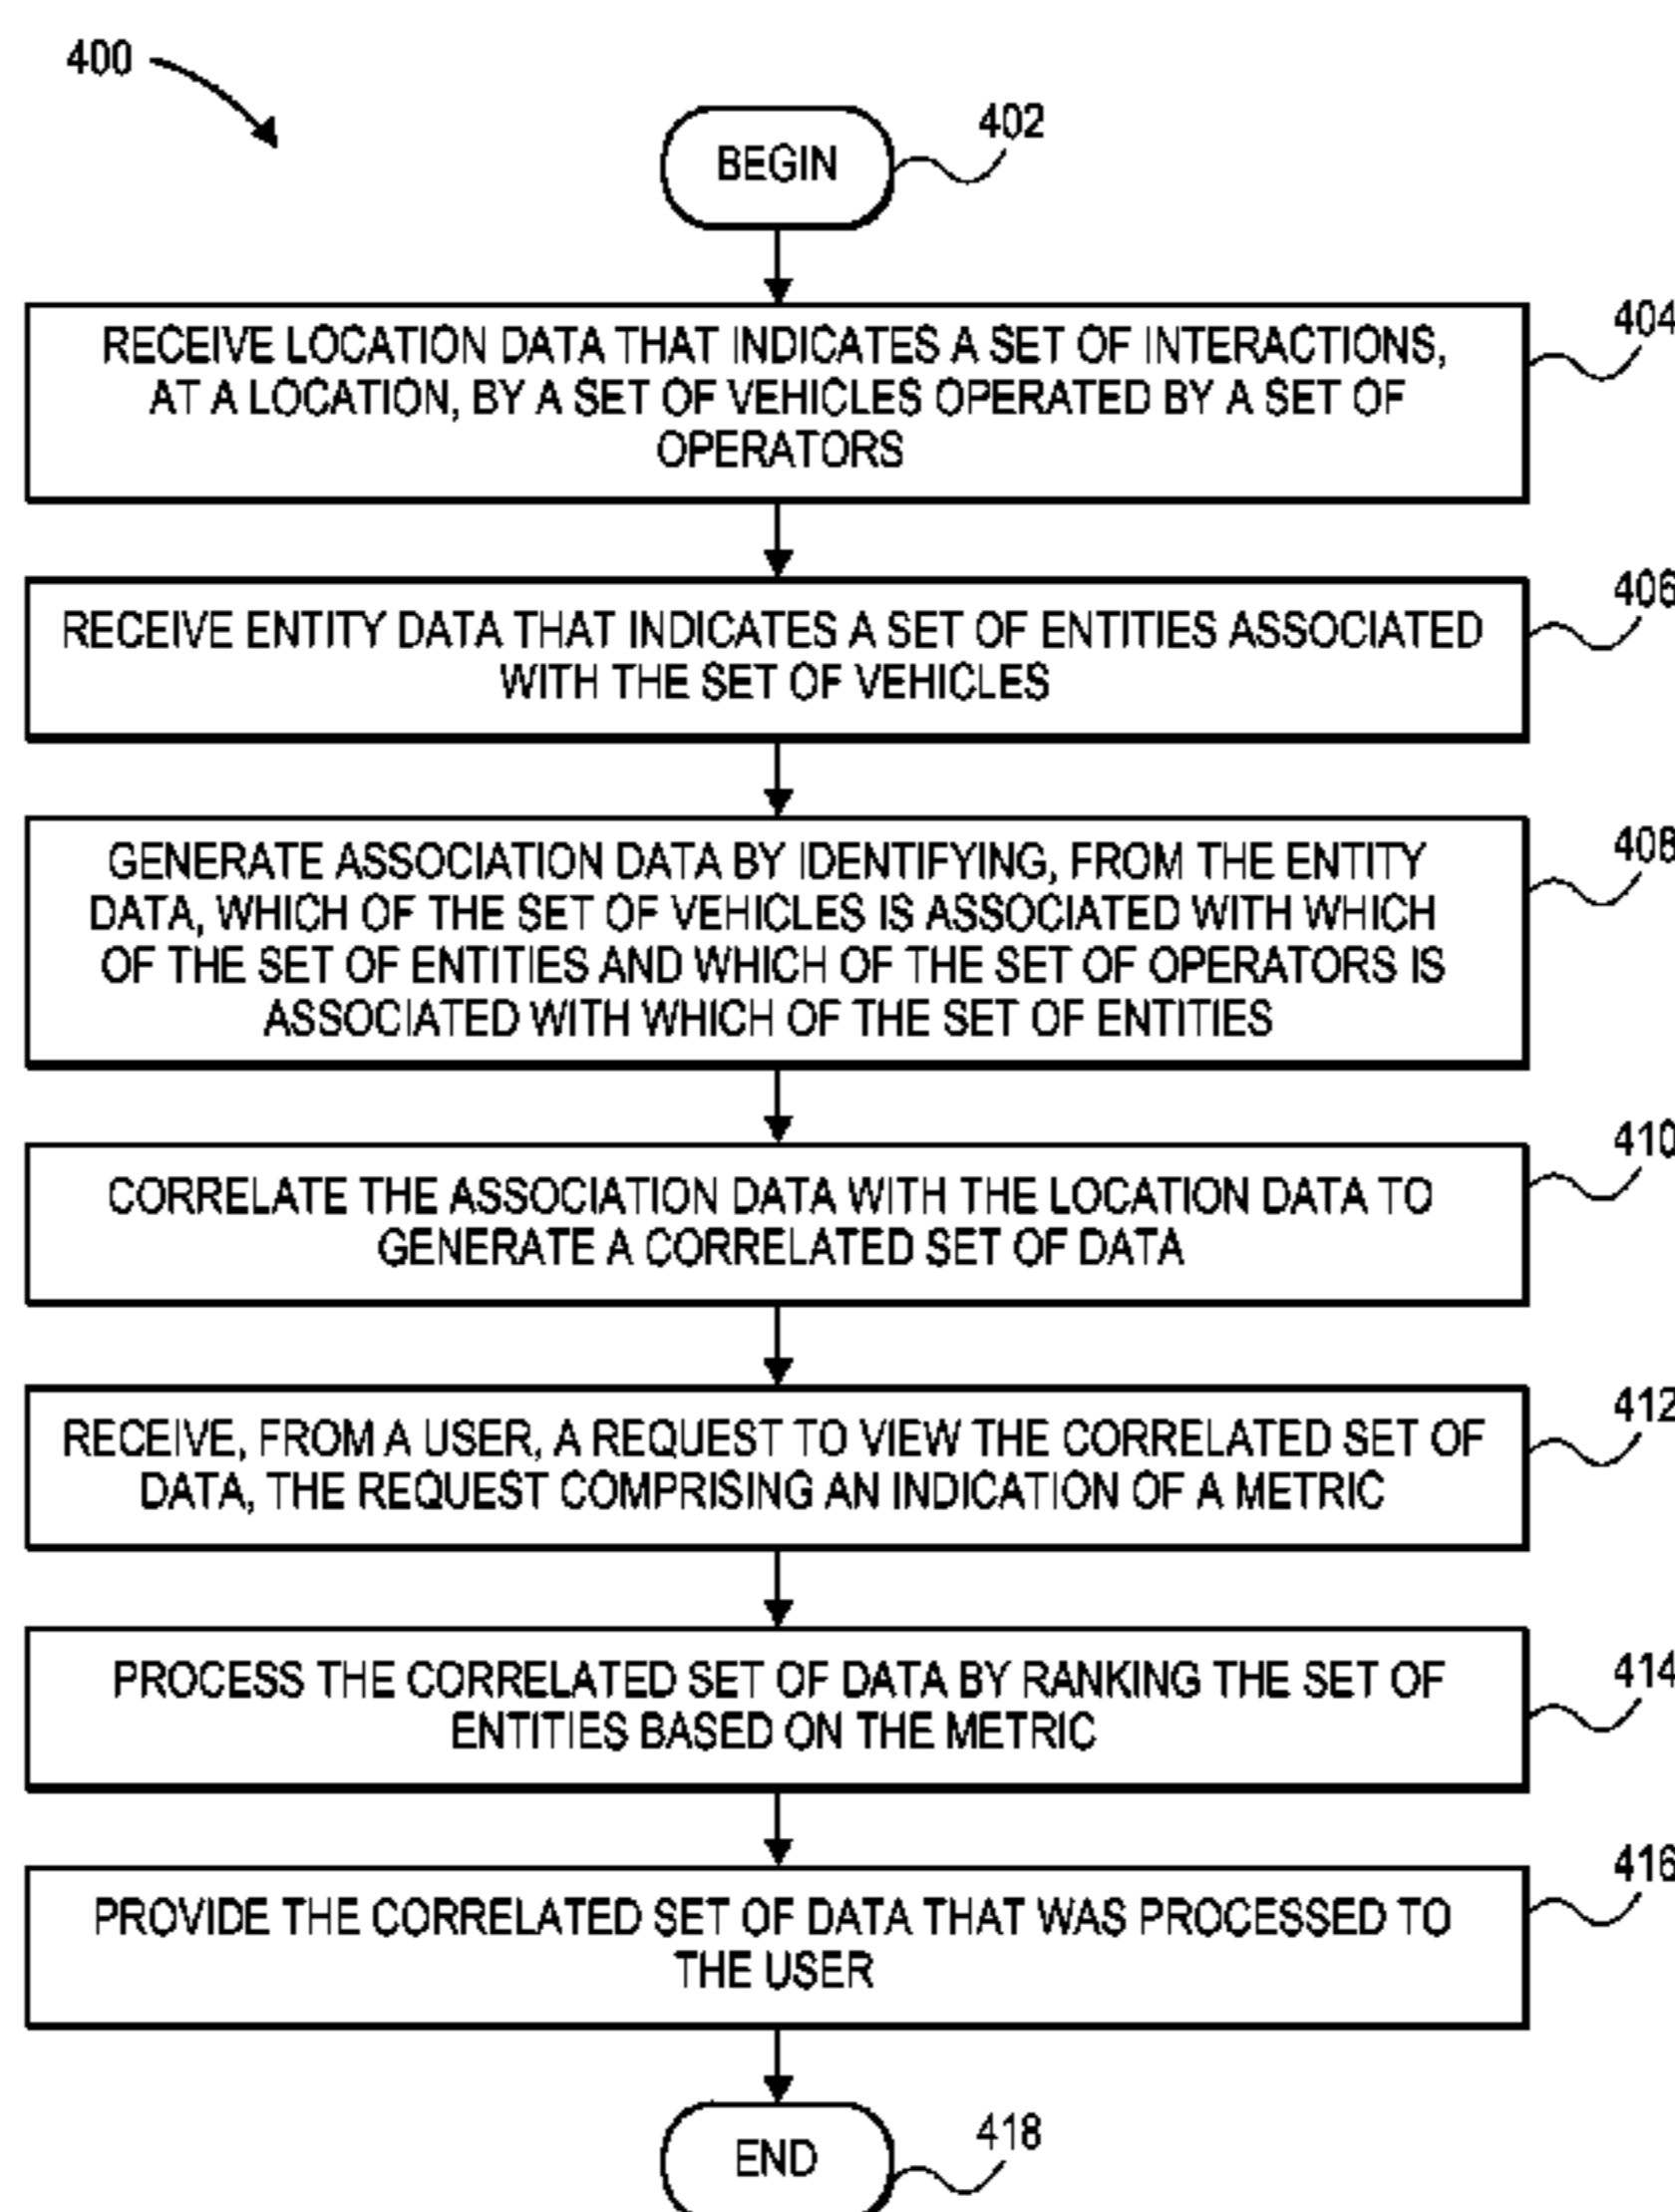 400
402
BEGIN
404
RECEIVE LOCATION DATA THAT INDICATES A SET OF INTERACTIONS,
AT A LOCATION, BY A SET OF VEHICLES OPERATED BY A SET OF
OPERATORS
406
RECEIVE ENTITY DATA THAT INDICATES A SET OF ENTITIES ASSOCIATED
WITH THE SET OF VEHICLES
408
GENERATE ASSOCIATION DATA BY IDENTIFYING, FROM THE ENTITY
DATA, WHICH OF THE SET OF VEHICLES IS ASSOCIATED WITH WHICH
OF THE SET OF ENTITIES AND WHICH OF THE SET OF OPERATORS IS
ASSOCIATED WITH WHICH OF THE SET OF ENTITIES
410
CORRELATE THE ASSOCIATION DATA WITH THE LOCATION DATA TO
GENERATE A CORRELATED SET OF DATA
412
RECEIVE, FROM A USER, A REQUEST TO VIEW THE CORRELATED SET OF
DATA, THE REQUEST COMPRISING AN INDICATION OF A METRIC
414
PROCESS THE CORRELATED SET OF DATA BY RANKING THE SET OF
ENTITIES BASED ON THE METRIC
416
PROVIDE THE CORRELATED SET OF DATA THAT WAS PROCESSED TO
THE USER
418
END